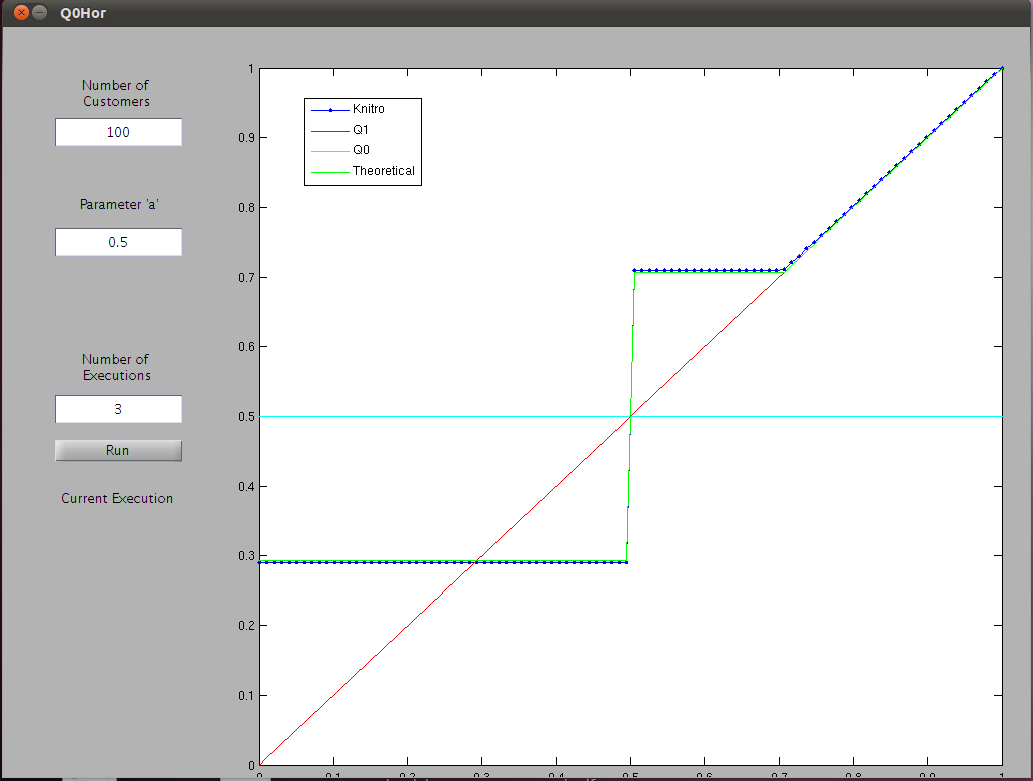 Q0Hor
Number of
Customers
100
Parameter 'a'
0.5
Number of
Executions
3
Run
Current Execution
Knitro
Q1
Q0
Theoretical
1
0.9
0.8
0.7
0.6
0.5
0.4
0.3
0.2
0.1
0
0 0.1 0.2 0.3 0.4 0.5 0.6 0.7 0.8 0.9 1